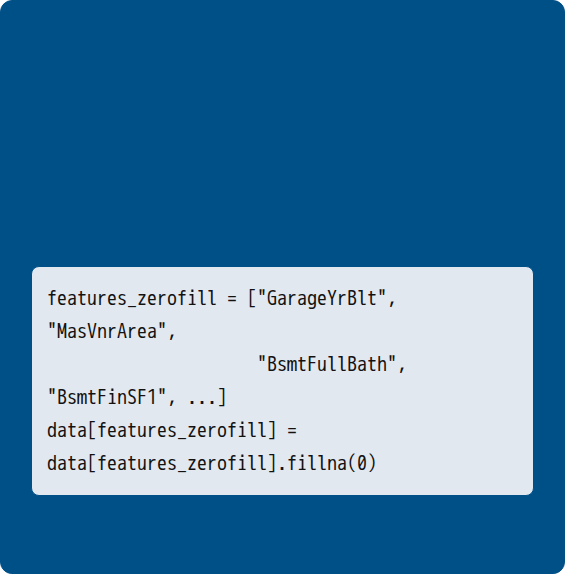 features_zerofill = ["GarageYrBlt",
"MasVnrArea",
                     "BsmtFullBath",
"BsmtFinSF1", ...]
data[features_zerofill] =
data[features_zerofill].fillna(0)